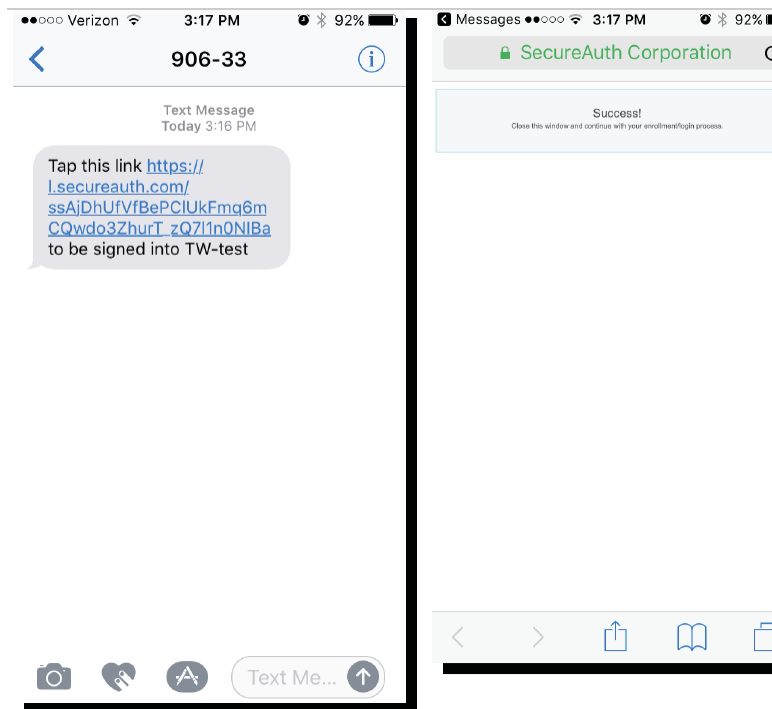 Verizon 3:17 PM 92%
906-33
Text Message
Today 3:16 PM
Tap this link https://
l.secureauth.com/
ssAjDhUfVfBePClUkFmq6m
CQwdo3ZhurT_zQ7l1n0NIBa
to be signed into TW-test
Text Me...
Messages 3:17 PM 92%
SecureAuth Corporation
Success!
Close this window and continue with your enrollment/login process.